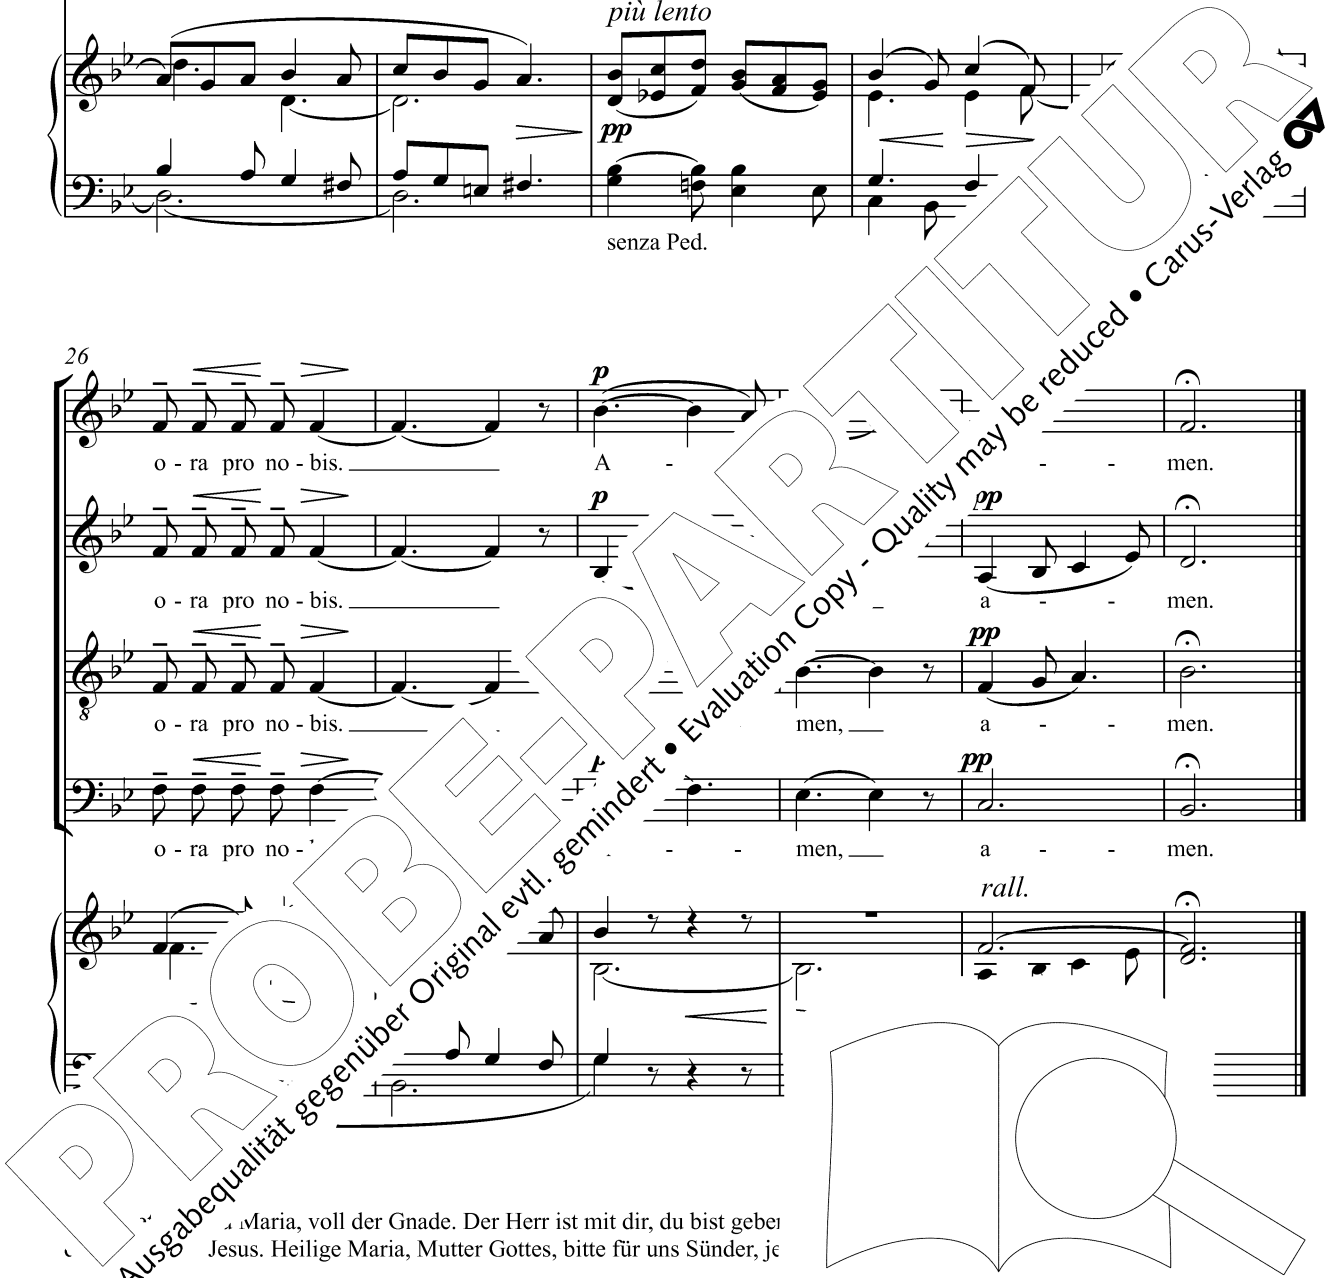 più lento
pp
senza Ped.
26
p
o - ra pro no - bis. A - - - men.
p pp
o - ra pro no - bis. a - - men.
pp
o - ra pro no - bis. men, a - - men.
pp
o - ra pro no - - - men, a - - men.
rall.
PROBE-PARTITUR
Ausgabequalität gegenüber Original evtl. gemindert • Evaluation Copy - Quality may be reduced • Carus-Verlag
Maria, voll der Gnade. Der Herr ist mit dir, du bist
Jesus. Heilige Maria, Mutter Gottes, bitte für uns Sünder,